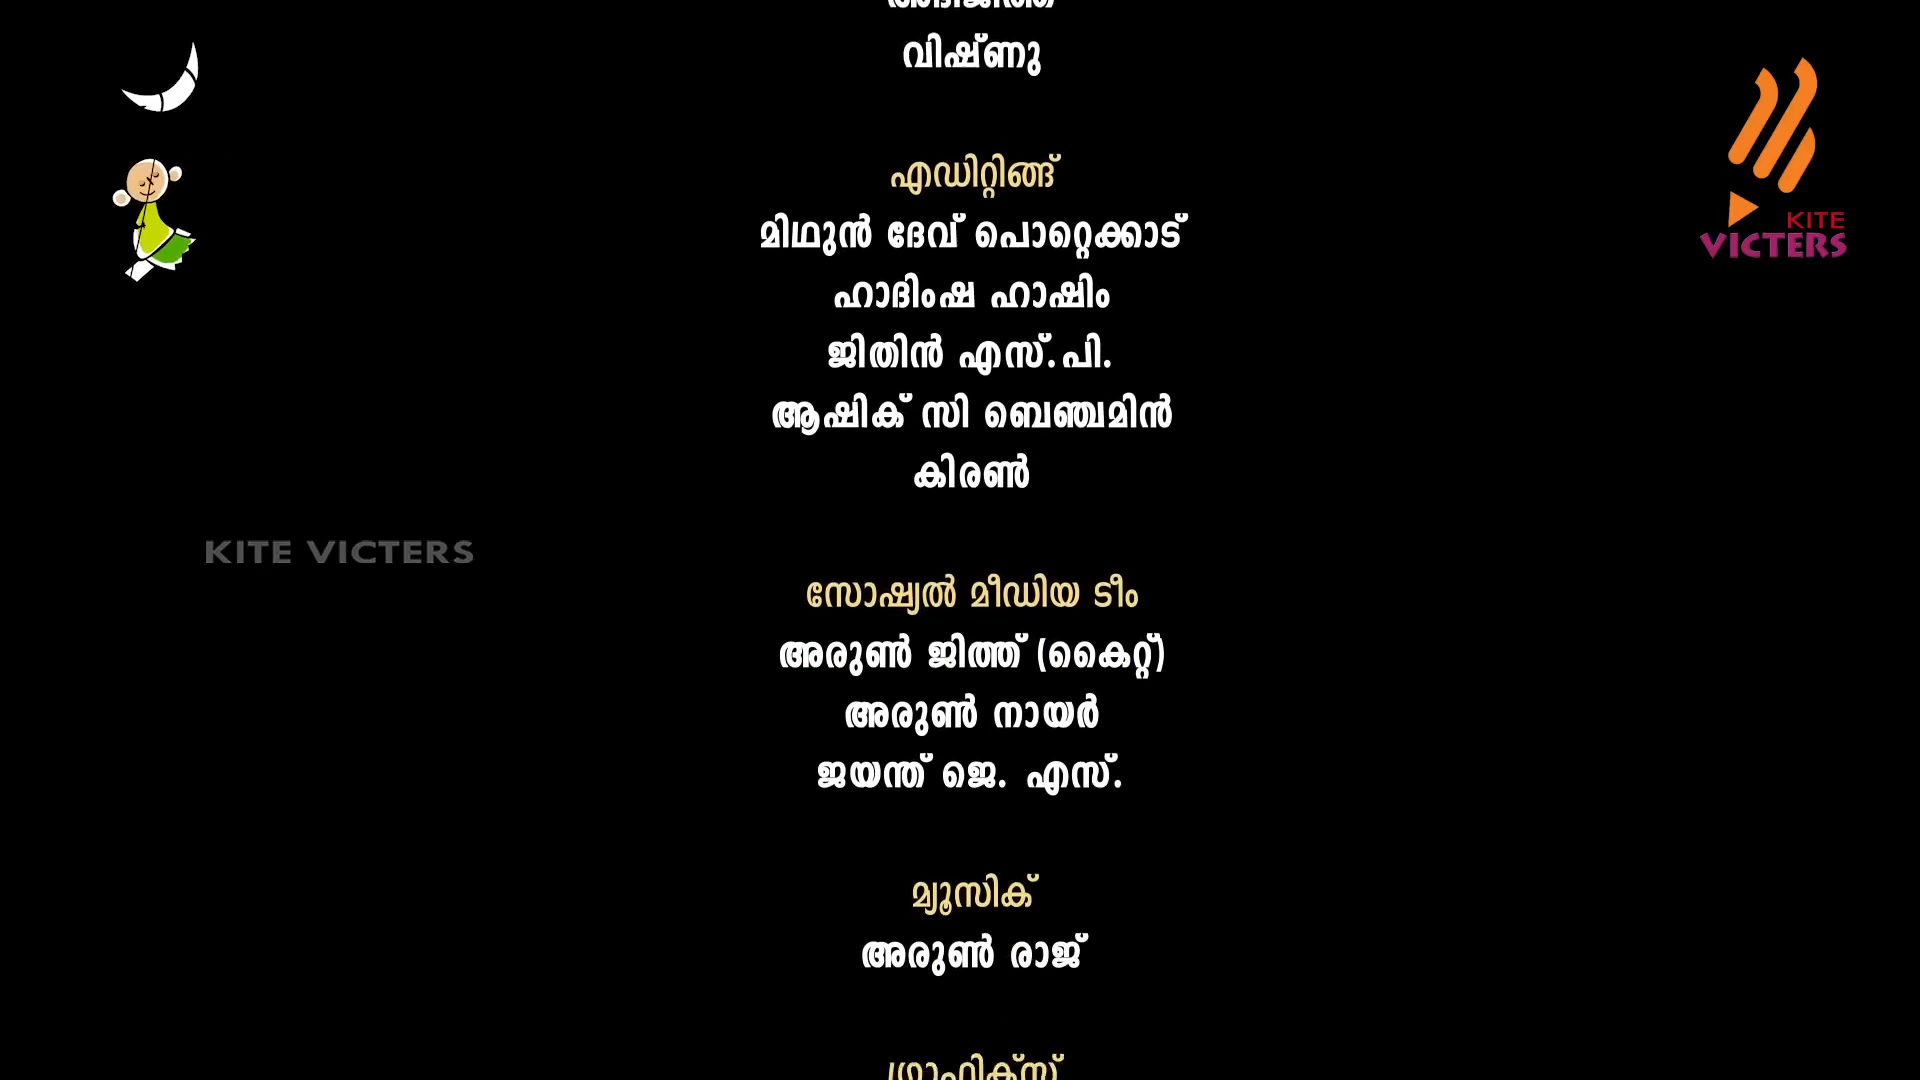 വിഷ്ണു
എഡിറ്റിങ്ങ്
മിഥുൻ ദേവ് പൊറ്റെക്കാട്
ഹാദിംഷ ഹാഷിം
ജിതിൻ എസ്.പി.
ആഷിക് സി ബെഞ്ചമിൻ
കിരൺ
KITE VICTERS
സോഷ്യൽ മീഡിയ ടീം
അരുൺ ജിത്ത് (കൈറ്റ്)
അരുൺ നായർ
ജയന്ത് ജെ. എസ്.
മ്യൂസിക്
അരുൺ രാജ്
ഗ്രാഫിക്സ്
KITE
VICTERS